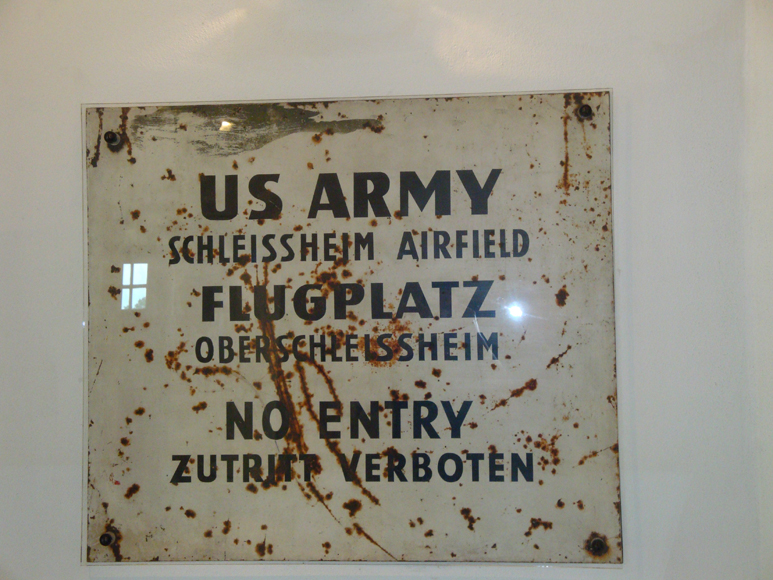 US ARMY
SCHLEISSHEIM AIRFIELD
FLUGPLATZ
OBERSCHLEISSHEIM
NO ENTRY
ZUTRITT VERBOTEN